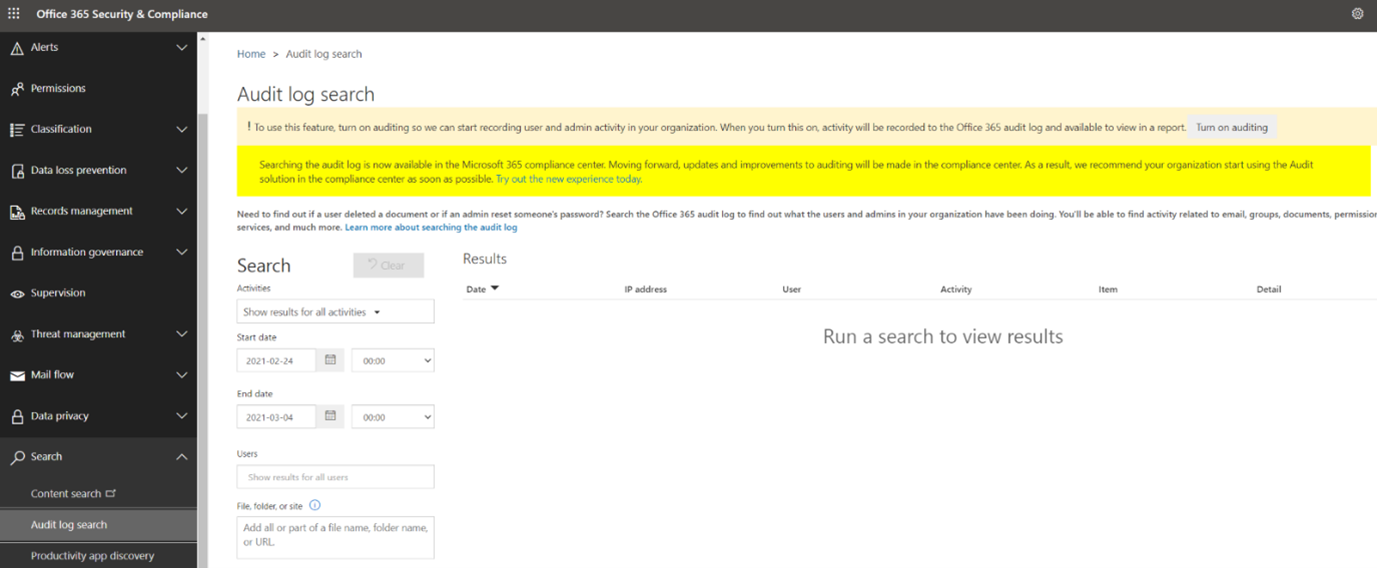 Office 365 Security & Compliance
Alerts
Permissions
Classification
Data loss prevention
Records management
Information governance
Supervision
Threat management
Mail flow
Data privacy
Search
Content search
Audit log search
Productivity app discovery
Home > Audit log search
Audit log search
! To use this feature, turn on auditing so we can start recording user and admin activity in your organization. When you turn this on, activity will be recorded to the Office 365 audit log and available to view in a report. Turn on auditing
Searching the audit log is now available in the Microsoft 365 compliance center. Moving forward, updates and improvements to auditing will be made in the compliance center. As a result, we recommend your organization start using the Audit
solution in the compliance center as soon as possible. Try out the new experience today.
Need to find out if a user deleted a document or if an admin reset someone's password? Search the Office 365 audit log to find out what the users and admins in your organization have been doing. You'll be able to find activity related to email, groups, documents, permission
services, and much more. Learn more about searching the audit log
Search
Clear
Activities
Show results for all activities
Start date
2021-02-24 00:00
End date
2021-03-04 00:00
Users
Show results for all users
File, folder, or site
Add all or part of a file name, folder name,
or URL.
Results
Date IP address User Activity Item Detail
Run a search to view results